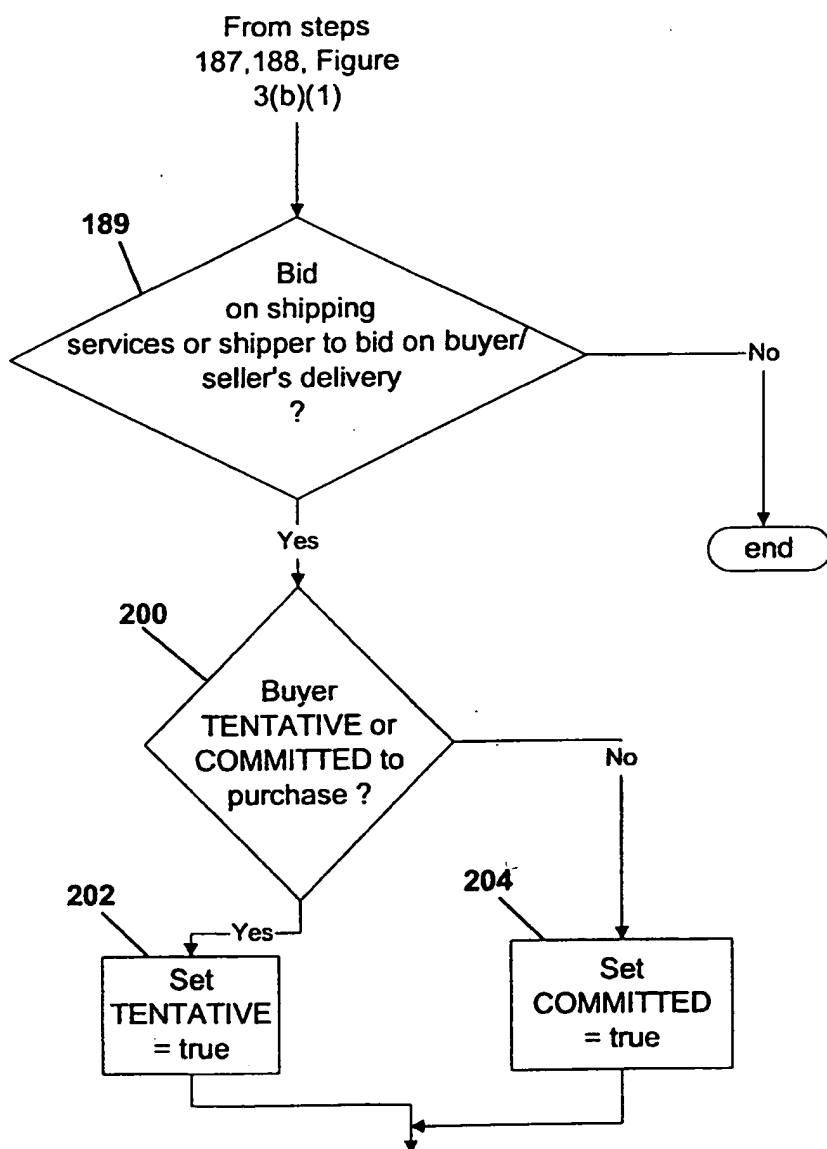 From steps
187,188, Figure
3(b)(1)
189
Bid
on shipping
services or shipper to bid on buyer/
seller's delivery
?
No
end
Yes
200
Buyer
TENTATIVE or
COMMITTED to
purchase ?
No
202
204
Yes
Set
TENTATIVE
= true
Set
COMMITTED
= true